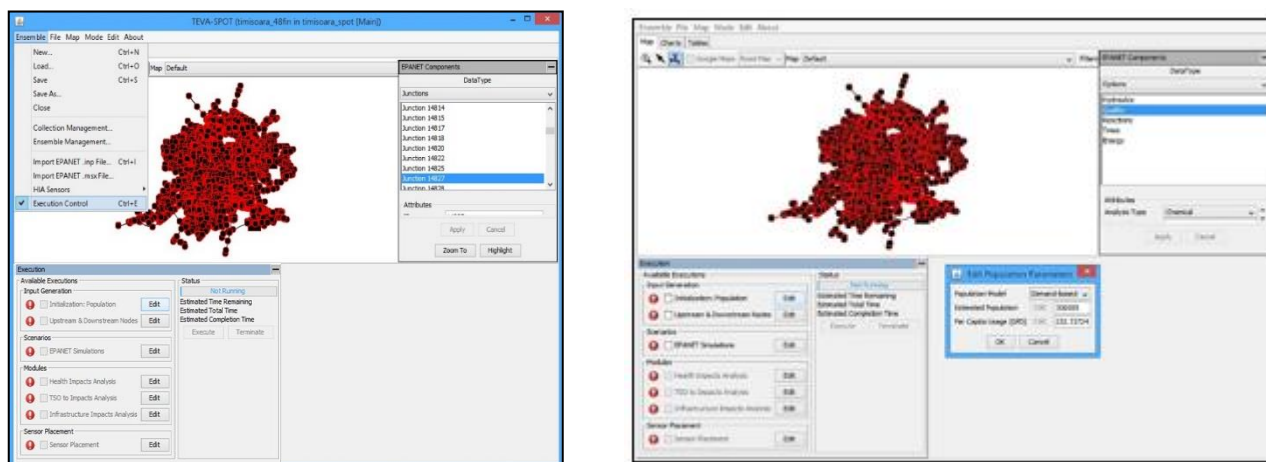 TEVA-SPOT (timisoara_48fin in timisoara_spot [Main])
Ensemble File Map Mode Edit About
New... Ctrl+N
Load... Ctrl+O
Save Ctrl+S
Save As...
Close
Collection Management...
Ensemble Management...
Import EPANET .inp File... Ctrl+I
Import EPANET .msx File...
HIA Sensors
Execution Control Ctrl+E
Map Default
EPANET Components
DataType
Junctions
Junction 14814
Junction 14815
Junction 14817
Junction 14818
Junction 14820
Junction 14822
Junction 14825
Junction 14827
Junction 14828
Attributes
Apply Cancel
Zoom To Highlight
Execution
Available Executions
Input Generation
Initialization: Population Edit
Upstream & Downstream Nodes Edit
Scenarios
EPANET Simulations Edit
Modules
Health Impacts Analysis Edit
TSO to Impacts Analysis Edit
Infrastructure Impacts Analysis Edit
Sensor Placement
Sensor Placement Edit
Status
Not Running
Estimated Time Remaining
Estimated Total Time
Estimated Completion Time
Execute Terminate
Ensemble File Map Mode Edit About
Map Charts Tables
Google Maps Road Map Map Default Filters
EPANET Components
DataType
Options
Hydraulics
Quality
Reactions
Times
Energy
Attributes
Analysis Type Chemical
Apply Cancel
Execution
Available Executions
Input Generation
Initialization: Population Edit
Upstream & Downstream Nodes Edit
Scenarios
EPANET Simulations Edit
Modules
Health Impacts Analysis Edit
TSO to Impacts Analysis Edit
Infrastructure Impacts Analysis Edit
Sensor Placement
Sensor Placement Edit
Status
Not Running
Estimated Time Remaining
Estimated Total Time
Estimated Completion Time
Execute Terminate
Edit Population Parameters
Population Model Demand-based
Estimated Population
Per Capita Usage (GPD)
OK Cancel